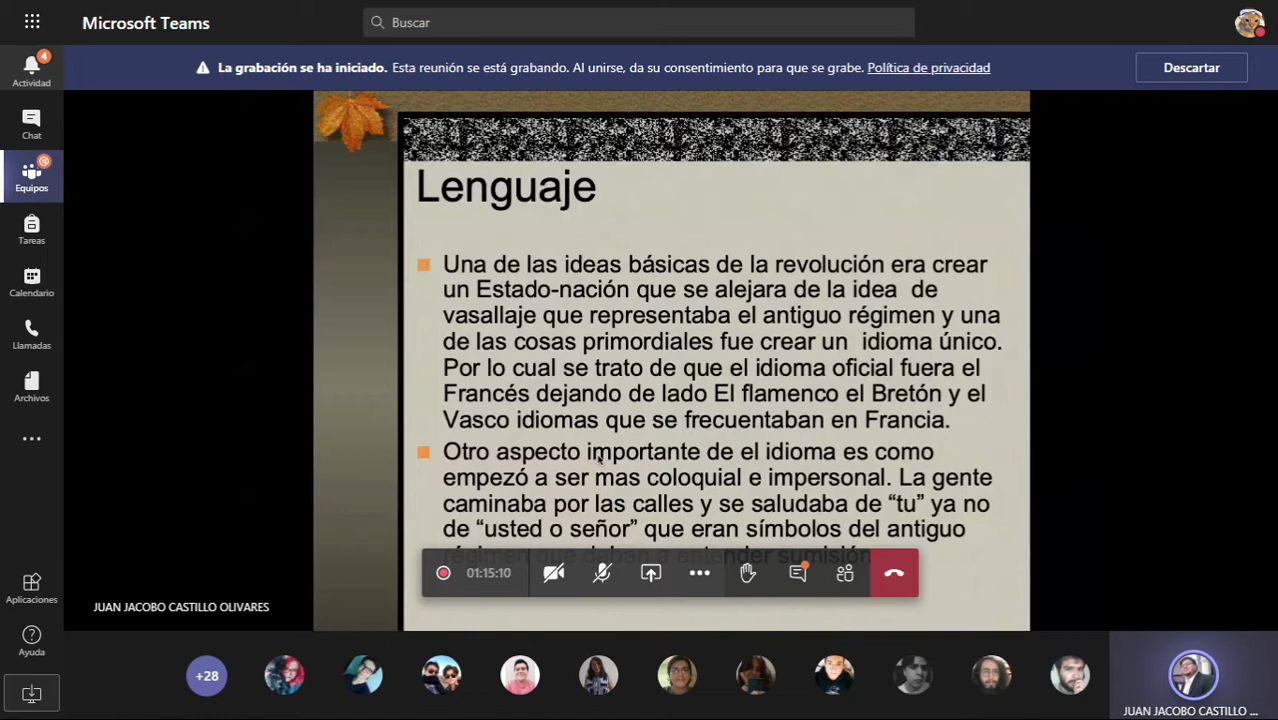 Microsoft Teams
Buscar
La grabación se ha iniciado. Esta reunión se está grabando. Al unirse, da su consentimiento para que se grabe. Política de privacidad
Descartar
4
Actividad
Chat
@
Equipos
Tareas
Calendario
Llamadas
Archivos
Aplicaciones
Ayuda
Lenguaje
Una de las ideas básicas de la revolución era crear
un Estado-nación que se alejara de la idea de
vasallaje que representaba el antiguo régimen y una
de las cosas primordiales fue crear un idioma único.
Por lo cual se trato de que el idioma oficial fuera el
Francés dejando de lado El flamenco el Bretón y el
Vasco idiomas que se frecuentaban en Francia.
Otro aspecto importante de el idioma es como
empezó a ser mas coloquial e impersonal. La gente
caminaba por las calles y se saludaba de “tu” ya no
de “usted o señor” que eran símbolos del antiguo
régimen que daban a entender sumisión
01:15:10
JUAN JACOBO CASTILLO OLIVARES
+28
JUAN JACOBO CASTILLO ...